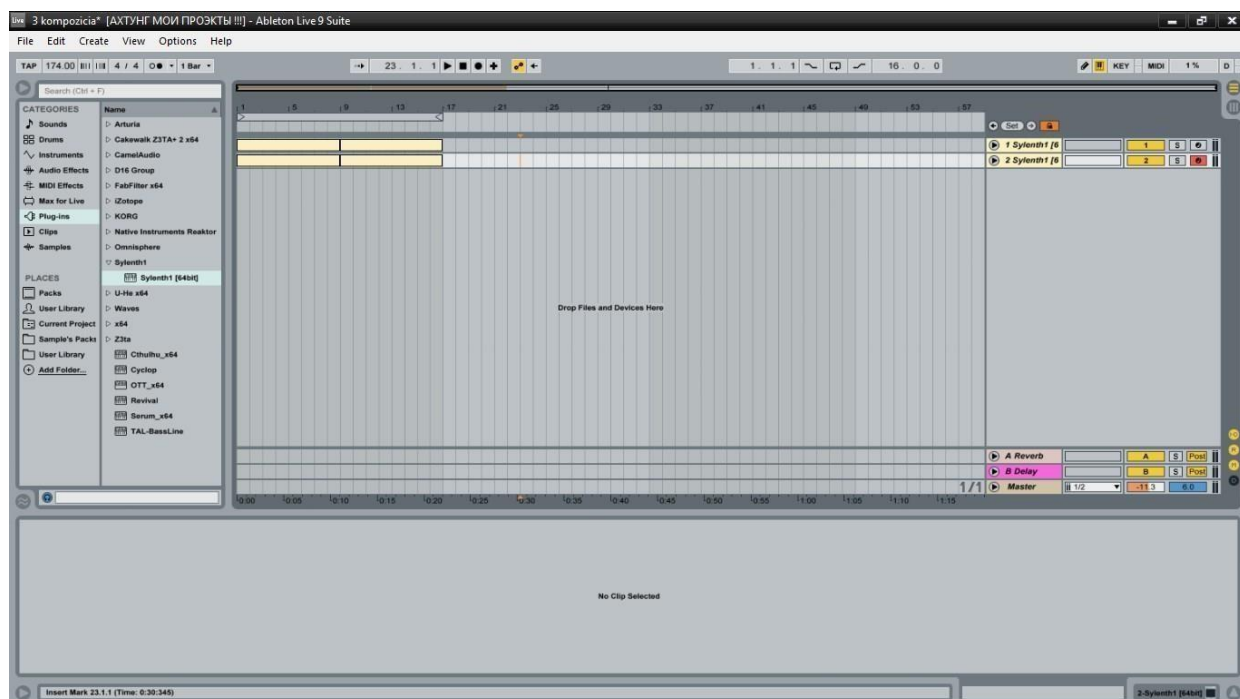 Live 3 kompozicia* [АХТУНГ МОИ ПРОЭКТЫ !!!] - Ableton Live 9 Suite
File Edit Create View Options Help
TAP 174.00 4 / 4 1 Bar 23. 1. 1 1. 1. 1 16. 0. 0 KEY MIDI 1% D
Search (Ctrl + F)
CATEGORIES
Sounds
Drums
Instruments
Audio Effects
MIDI Effects
Max for Live
Plug-ins
Clips
Samples
PLACES
Packs
User Library
Current Project
Sample's Packs
User Library
Add Folder...
Name
Arturia
Cakewalk Z3TA+ 2 x64
CamelAudio
D16 Group
FabFilter x64
iZotope
KORG
Native Instruments Reaktor
Omnisphere
Sylenth1
Sylenth1 [64bit]
U-He x64
Waves
x64
Z3ta
Cthulhu_x64
Cyclop
OTT_x64
Revival
Serum_x64
TAL-BassLine
1 5 9 13 17 21 25 29 33 37 41 45 49 53 57
Set
1 Sylenth1 [6 1 S
2 Sylenth1 [6 2 S
Drop Files and Devices Here
A Reverb A S Post
B Delay B S Post
1/1 Master 1/2 -11.3 6.0
0:00 0:05 0:10 0:15 0:20 0:25 0:30 0:35 0:40 0:45 0:50 0:55 1:00 1:05 1:10 1:15
No Clip Selected
Insert Mark 23.1.1 (Time: 0:30:345)
2-Sylenth1 [64bit]